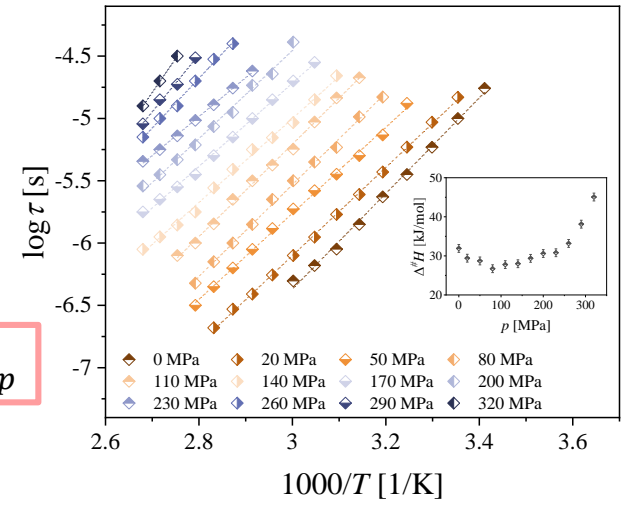 -4.5
-5
-5.5
-6
-6.5
-7
log τ [s]
2.6 2.8 3 3.2 3.4 3.6
1000/T [1/K]
0 MPa 20 MPa 50 MPa 80 MPa
110 MPa 140 MPa 170 MPa 200 MPa
230 MPa 260 MPa 290 MPa 320 MPa
50
40
30
20
Δ^#H [kJ/mol]
0 100 200 300
p [MPa]
p